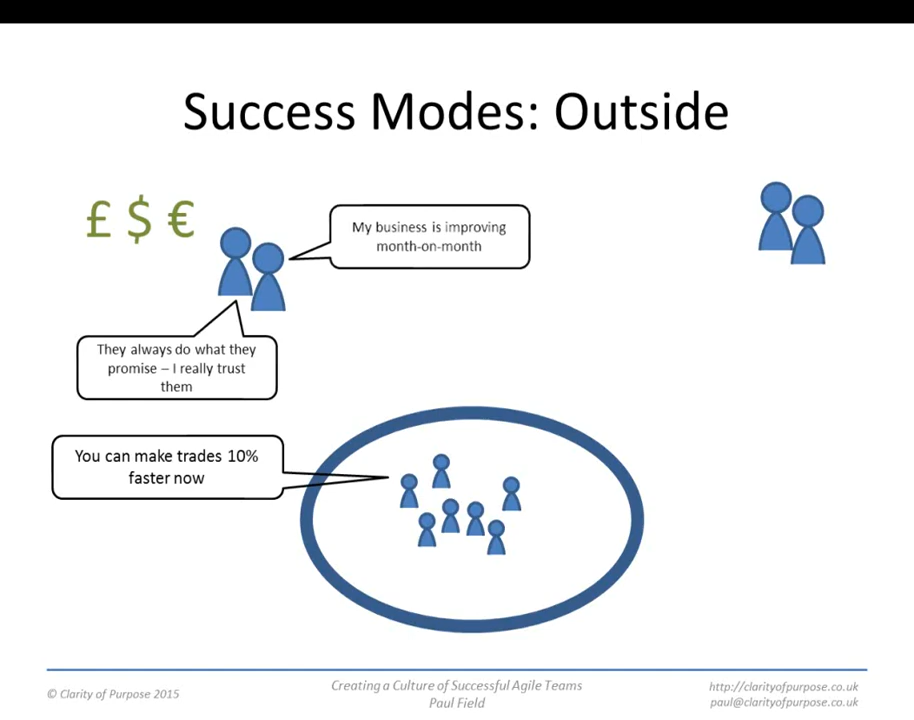 Success Modes: Outside
£ $ €
My business is improving
month-on-month
They always do what they
promise – I really trust
them
You can make trades 10%
faster now
© Clarity of Purpose 2015
Creating a Culture of Successful Agile Teams
Paul Field
http://clarityofpurpose.co.uk
paul@clarityofpurpose.co.uk